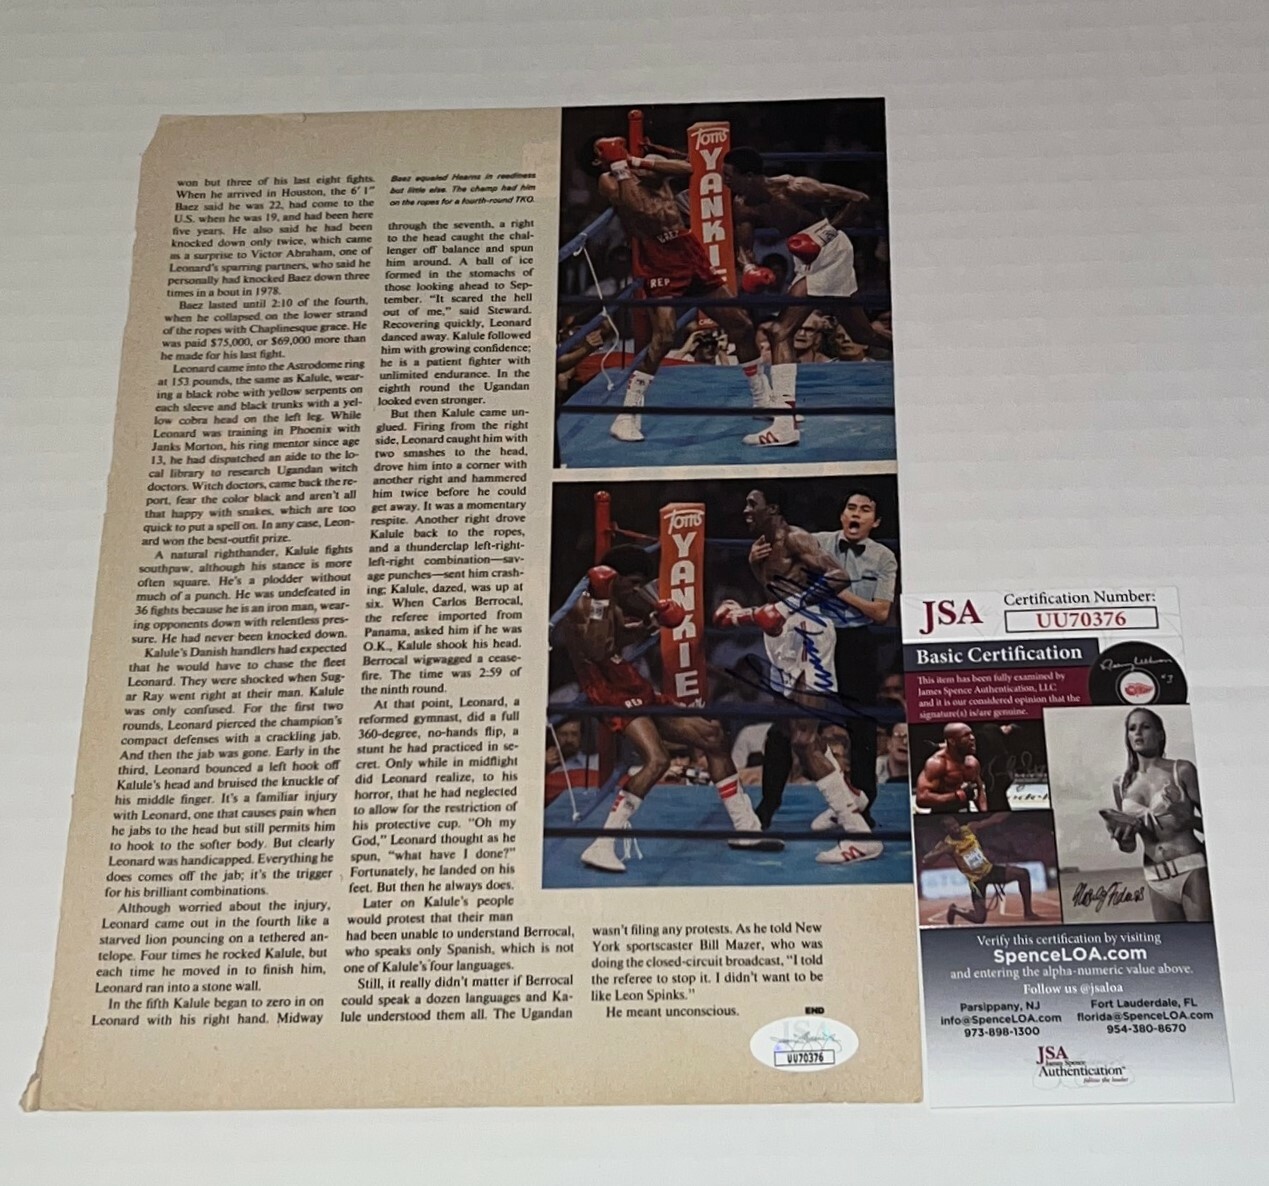 won but three of his last eight fights.
When he arrived in Houston, the 6' 1"
Baez said he was 22, had come to the
U.S. when he was 19, and had been here
five years. He also said he had been
knocked down only twice, which came
as a surprise to Victor Abraham, one of
Leonard's sparring partners, who said he
personally had knocked Baez down three
times in a bout in 1978.
Baez lasted until 2:10 of the fourth,
when he collapsed on the lower strand
of the ropes with Chaplinesque grace. He
was paid $75,000, or $69,000 more than
he made for his last fight.
Leonard came into the Astrodome ring
at 153 pounds, the same as Kalule, wear-
ing a black robe with yellow serpents on
each sleeve and black trunks with a yel-
low cobra head on the left leg. While
Leonard was training in Phoenix with
Janks Morton, his ring mentor since age
13, he had dispatched an aide to the lo-
cal library to research Ugandan witch
doctors. Witch doctors, came back the re-
port, fear the color black and aren't all
that happy with snakes, which are too
quick to put a spell on. In any case, Leon-
ard won the best-outfit prize.
A natural righthander, Kalule fights
southpaw, although his stance is more
often square. He's a plodder without
much of a punch. He was undefeated in
36 fights because he is an iron man, wear-
ing opponents down with relentless pres-
sure. He had never been knocked down.
Kalule's Danish handlers had expected
that he would have to chase the fleet
Leonard. They were shocked when Sug-
ar Ray went right at their man. Kalule
was only confused. For the first two
rounds, Leonard pierced the champion's
compact defenses with a crackling jab.
And then the jab was gone. Early in the
third, Leonard bounced a left hook off
Kalule's head and bruised the knuckle of
his middle finger. It's a familiar injury
with Leonard, one that causes pain when
he jabs to the head but still permits him
to hook to the softer body. But clearly
Leonard was handicapped. Everything he
does comes off the jab; it's the trigger
for his brilliant combinations.
Although worried about the injury,
Leonard came out in the fourth like a
starved lion pouncing on a tethered an-
telope. Four times he rocked Kalule, but
each time he moved in to finish him,
Leonard ran into a stone wall.
In the fifth Kalule began to zero in on
Leonard with his right hand. Midway
Baez equaled Hearns in readiness
but little else. The champ had him
on the ropes for a fourth-round TKO.
through the seventh, a right
to the head caught the chal-
lenger off balance and spun
him around. A ball of ice
formed in the stomachs of
those looking ahead to Sep-
tember. "It scared the hell
out of me," said Steward.
Recovering quickly, Leonard
danced away. Kalule followed
him with growing confidence;
he is a patient fighter with
unlimited endurance. In the
eighth round the Ugandan
looked even stronger.
But then Kalule came un-
glued. Firing from the right
side, Leonard caught him with
two smashes to the head,
drove him into a corner with
another right and hammered
him twice before he could
get away. It was a momentary
respite. Another right drove
Kalule back to the ropes,
and a thunderclap left-right-
left-right combination—sav-
age punches—sent him crash-
ing; Kalule, dazed, was up at
six. When Carlos Berrocal,
the referee imported from
Panama, asked him if he was
O.K., Kalule shook his head.
Berrocal wigwagged a cease-
fire. The time was 2:59 of
the ninth round.
At that point, Leonard, a
reformed gymnast, did a full
360-degree, no-hands flip, a
stunt he had practiced in se-
cret. Only while in midflight
did Leonard realize, to his
horror, that he had neglected
to allow for the restriction of
his protective cup. "Oh my
God," Leonard thought as he
spun, "what have I done?"
Fortunately, he landed on his
feet. But then he always does.
Later on Kalule's people
would protest that their man
had been unable to understand Berrocal,
who speaks only Spanish, which is not
one of Kalule's four languages.
Still, it really didn't matter if Berrocal
could speak a dozen languages and Ka-
lule understood them all. The Ugandan
wasn't filing any protests. As he told New
York sportscaster Bill Mazer, who was
doing the closed-circuit broadcast, "I told
the referee to stop it. I didn't want to be
like Leon Spinks."
He meant unconscious.
END
Totts
YANKI
BAEZ
REP
Totts
YANKIE
REP
JSA
UU70376
JSA
Certification Number:
UU70376
Basic Certification
This item has been fully examined by
James Spence Authentication, LLC
and it is our considered opinion that the
signature(s) is/are genuine.
Verify this certification by visiting
SpenceLOA.com
and entering the alpha-numeric value above.
Follow us @jsaloa
Parsippany, NJ
info@SpenceLOA.com
973-898-1300
Fort Lauderdale, FL
florida@SpenceLOA.com
954-380-8670
JSA
James Spence
Authentication